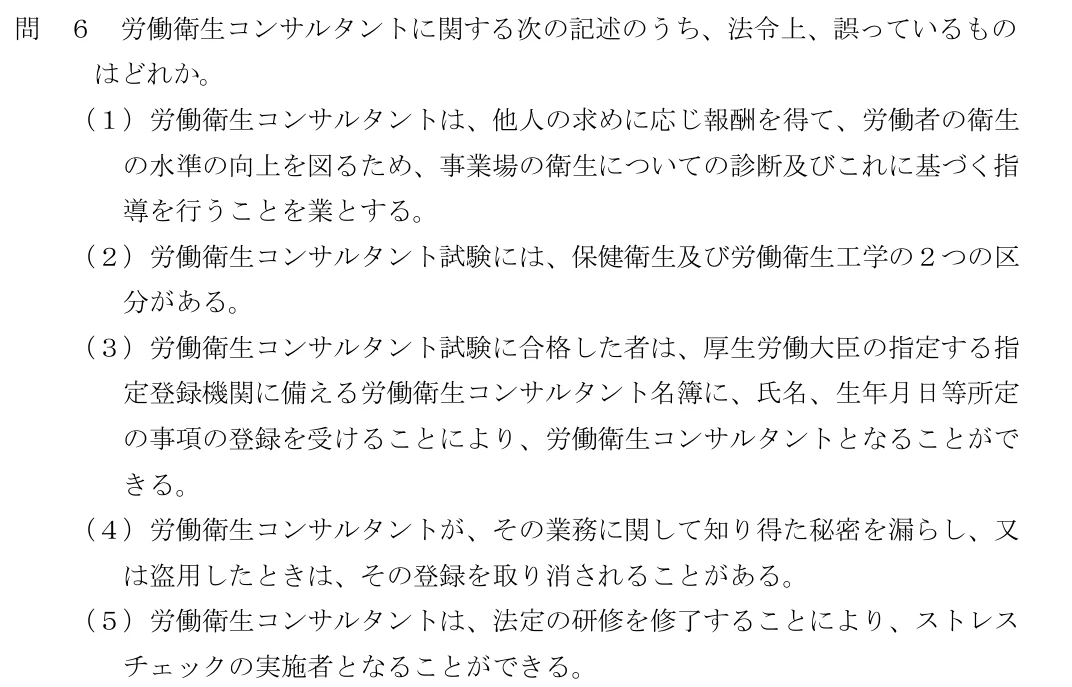 問　６　労働衛生コンサルタントに関する次の記述のうち、法令上、誤っているもの
はどれか。
（１）労働衛生コンサルタントは、他人の求めに応じ報酬を得て、労働者の衛生
の水準の向上を図るため、事業場の衛生についての診断及びこれに基づく指
導を行うことを業とする。
（２）労働衛生コンサルタント試験には、保健衛生及び労働衛生工学の２つの区
分がある。
（３）労働衛生コンサルタント試験に合格した者は、厚生労働大臣の指定する指
定登録機関に備える労働衛生コンサルタント名簿に、氏名、生年月日等所定
の事項の登録を受けることにより、労働衛生コンサルタントとなることがで
きる。
（４）労働衛生コンサルタントが、その業務に関して知り得た秘密を漏らし、又
は盗用したときは、その登録を取り消されることがある。
（５）労働衛生コンサルタントは、法定の研修を修了することにより、ストレス
チェックの実施者となることができる。